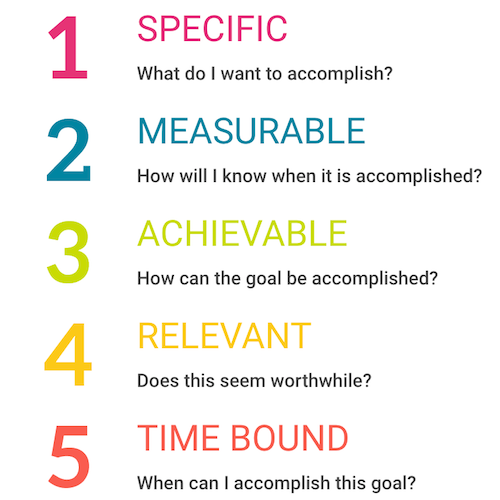 1
SPECIFIC
What do I want to accomplish?
2
MEASURABLE
How will I know when it is accomplished?
3
ACHIEVABLE
How can the goal be accomplished?
4
RELEVANT
Does this seem worthwhile?
5
TIME BOUND
When can I accomplish this goal?